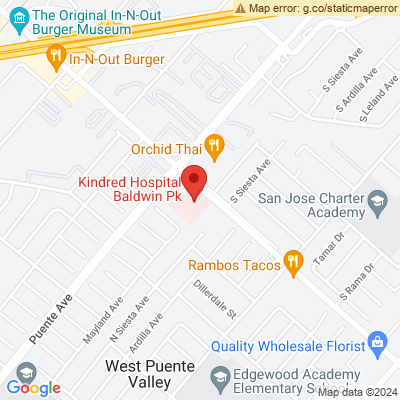 Map error: g.co/staticmaperror
The Original In-N-Out
Burger Museum
In-N-Out Burger
S Siesta Ave
S Ardilla Ave
S Leland Ave
Orchid Thai
Kindred Hospital
Baldwin Pk
S Siesta Ave
San Jose Charter
Academy
Tamar Dr
Rambos Tacos
S Rama Dr
Dillerdale St
Puente Ave
Mayland Ave
N Siesta Ave
Ardilla Ave
Quality Wholesale Florist
West Puente
Valley
Edgewood Academy
Elementary School
Google
Map data ©2024